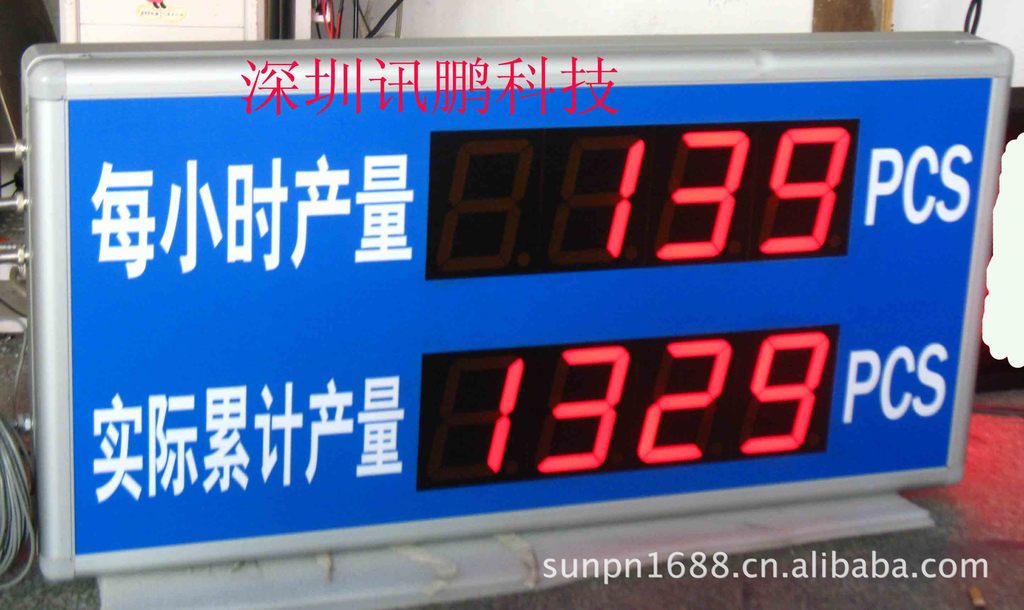 深圳讯鹏科技
每小时产量 139 PCS
实际累计产量 1329 PCS
sunpn1688.cn.alibaba.com